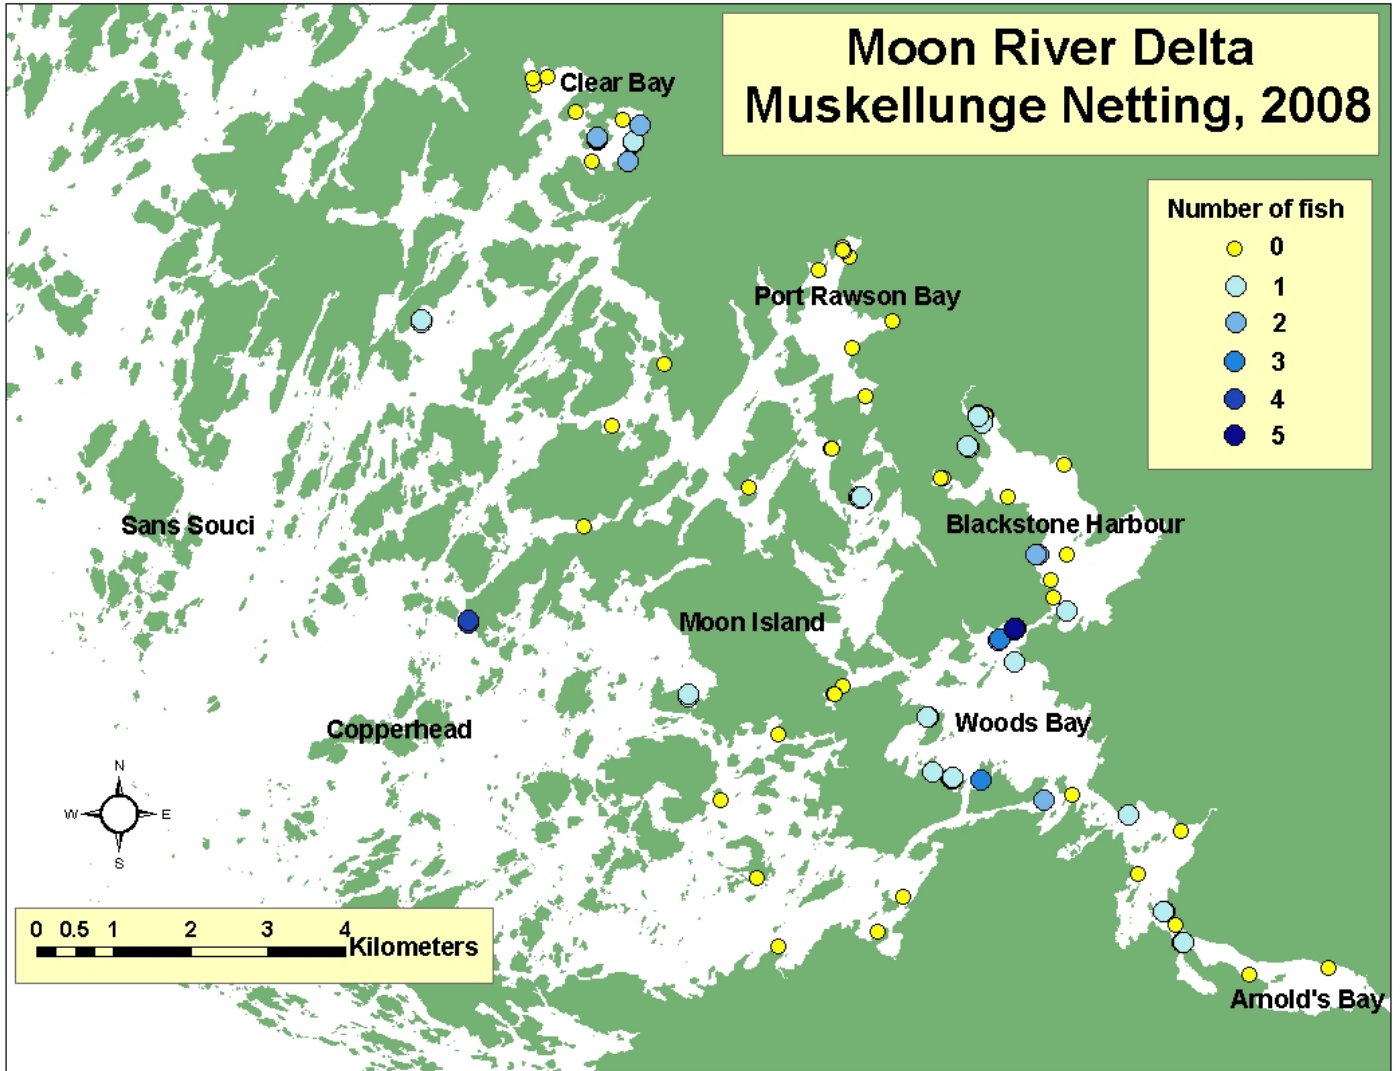 Moon River Delta
Muskellunge Netting, 2008
Clear Bay
Number of fish
0
1
2
3
4
5
Port Rawson Bay
Sans Souci
Blackstone Harbour
Moon Island
Copperhead
Woods Bay
N
W E
S
0 0.5 1 2 3 4
Kilometers
Arnold's Bay